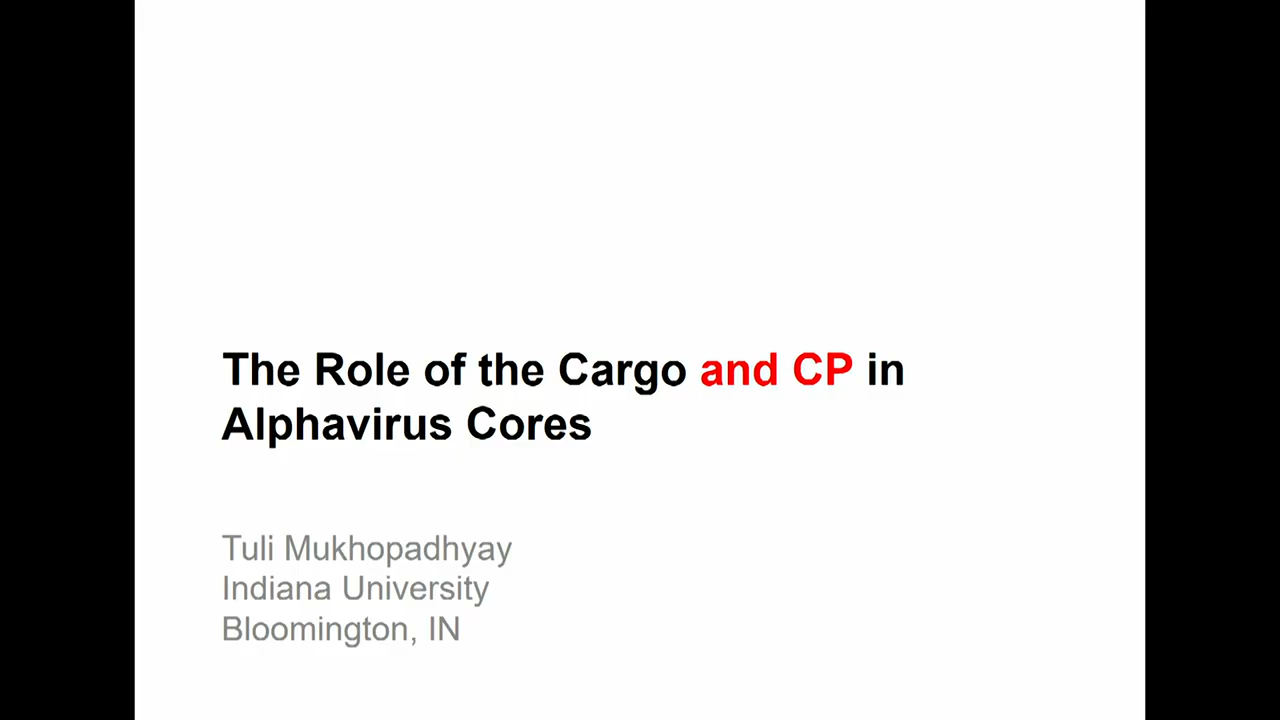 The Role of the Cargo and CP in
Alphavirus Cores
Tuli Mukhopadhyay
Indiana University
Bloomington, IN